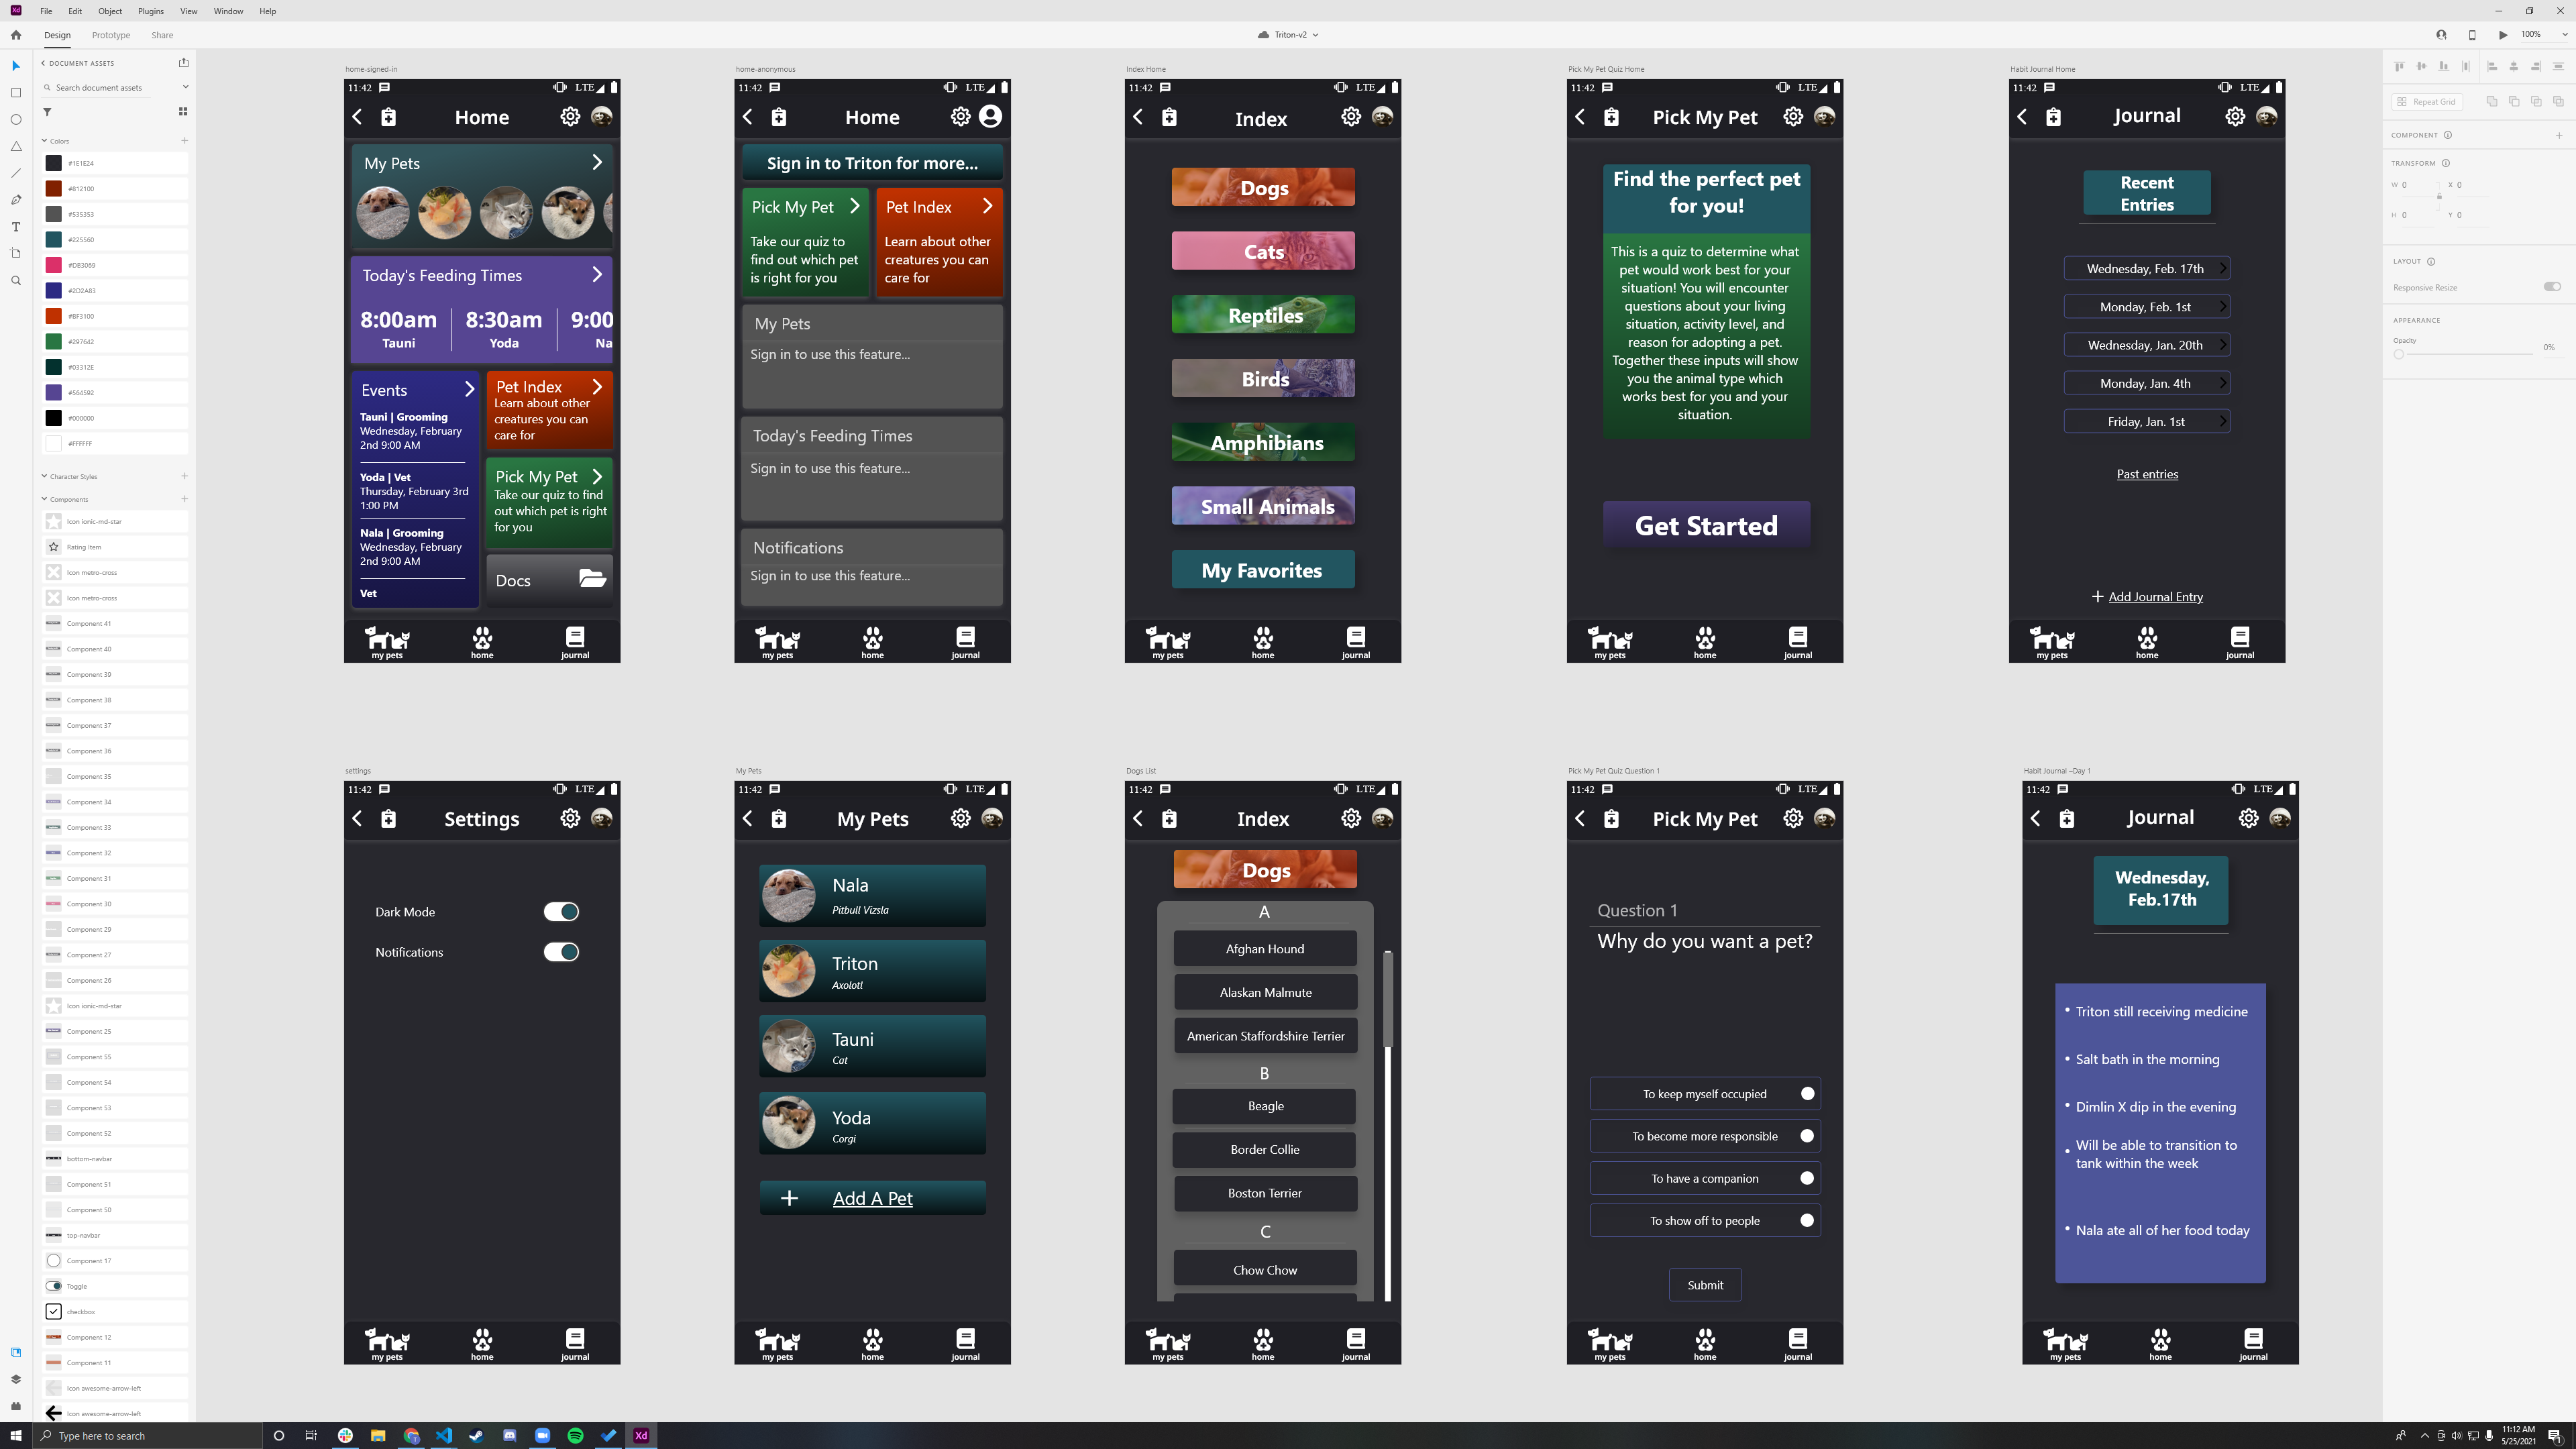 File Edit Object Plugins View Window Help
Design Prototype Share
Triton-v2
100%
DOCUMENT ASSETS
Search document assets
Colors
#1E1E24
#812100
#535353
#225560
#DB3069
#2D2A83
#BF3100
#297642
#03312E
#564592
#000000
#FFFFFF
Character Styles
Components
Icon ionic-md-star
Rating Item
Icon metro-cross
Icon metro-cross
Component 41
Component 40
Component 39
Component 38
Component 37
Component 36
Component 35
Component 34
Component 33
Component 32
Component 31
Component 30
Component 29
Component 27
Component 26
Icon ionic-md-star
Component 25
Component 55
Component 54
Component 53
Component 52
bottom-navbar
Component 51
Component 50
top-navbar
Component 17
Toggle
checkbox
Component 12
Component 11
Icon awesome-arrow-left
Icon awesome-arrow-left
home-signed-in
11:42 LTE
Home
My Pets
Today's Feeding Times
8:00am 8:30am 9:00
Tauni Yoda Na
Events
Tauni | Grooming
Wednesday, February
2nd 9:00 AM
Yoda | Vet
Thursday, February 3rd
1:00 PM
Nala | Grooming
Wednesday, February
2nd 9:00 AM
Vet
Pet Index
Learn about other
creatures you can
care for
Pick My Pet
Take our quiz to find
out which pet is right
for you
Docs
my pets home journal
home-anonymous
11:42 LTE
Home
Sign in to Triton for more...
Pick My Pet
Take our quiz to
find out which pet
is right for you
Pet Index
Learn about other
creatures you can
care for
My Pets
Sign in to use this feature...
Today's Feeding Times
Sign in to use this feature...
Notifications
Sign in to use this feature...
my pets home journal
Index Home
11:42 LTE
Index
Dogs
Cats
Reptiles
Birds
Amphibians
Small Animals
My Favorites
my pets home journal
Pick My Pet Quiz Home
11:42 LTE
Pick My Pet
Find the perfect pet
for you!
This is a quiz to determine what
pet would work best for your
situation! You will encounter
questions about your living
situation, activity level, and
reason for adopting a pet.
Together these inputs will show
you the animal type which
works best for you and your
situation.
Get Started
my pets home journal
Habit Journal Home
11:42 LTE
Journal
Recent
Entries
Wednesday, Feb. 17th
Monday, Feb. 1st
Wednesday, Jan. 20th
Monday, Jan. 4th
Friday, Jan. 1st
Past entries
Add Journal Entry
my pets home journal
settings
11:42 LTE
Settings
Dark Mode
Notifications
my pets home journal
My Pets
11:42 LTE
My Pets
Nala
Pitbull Vizsla
Triton
Axolotl
Tauni
Cat
Yoda
Corgi
Add A Pet
my pets home journal
Dogs List
11:42 LTE
Index
Dogs
A
Afghan Hound
Alaskan Malmute
American Staffordshire Terrier
B
Beagle
Border Collie
Boston Terrier
C
Chow Chow
my pets home journal
Pick My Pet Quiz Question 1
11:42 LTE
Pick My Pet
Question 1
Why do you want a pet?
To keep myself occupied
To become more responsible
To have a companion
To show off to people
Submit
my pets home journal
Habit Journal –Day 1
11:42 LTE
Journal
Wednesday,
Feb.17th
• Triton still receiving medicine
• Salt bath in the morning
• Dimlin X dip in the evening
• Will be able to transition to
tank within the week
• Nala ate all of her food today
my pets home journal
Repeat Grid
COMPONENT
TRANSFORM
W 0 X 0
H 0 Y 0
LAYOUT
Responsive Resize
APPEARANCE
Opacity
0%
Type here to search
11:12 AM
5/25/2021